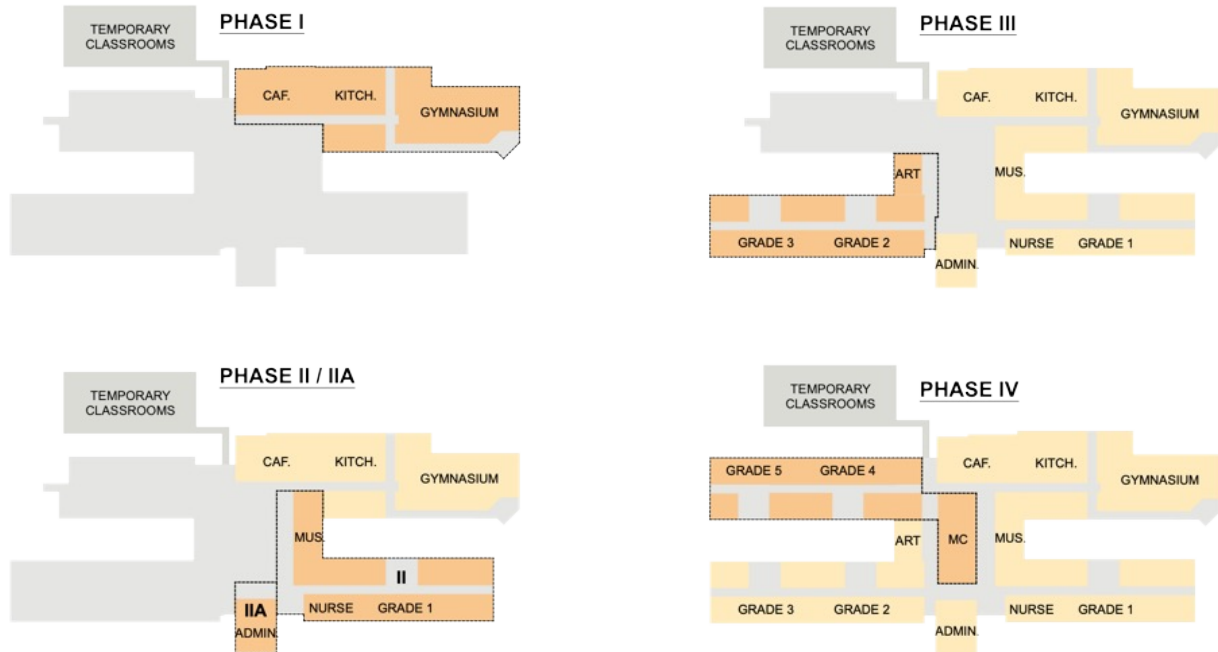 PHASE I
TEMPORARY
CLASSROOMS
CAF.
KITCH.
GYMNASIUM
PHASE III
TEMPORARY
CLASSROOMS
CAF.
KITCH.
GYMNASIUM
ART
MUS.
GRADE 3
GRADE 2
NURSE
GRADE 1
ADMIN.
PHASE II / IIA
TEMPORARY
CLASSROOMS
CAF.
KITCH.
GYMNASIUM
MUS.
II
IIA
NURSE
GRADE 1
ADMIN.
PHASE IV
TEMPORARY
CLASSROOMS
GRADE 5
GRADE 4
CAF.
KITCH.
GYMNASIUM
ART
MC
MUS.
GRADE 3
GRADE 2
NURSE
GRADE 1
ADMIN.